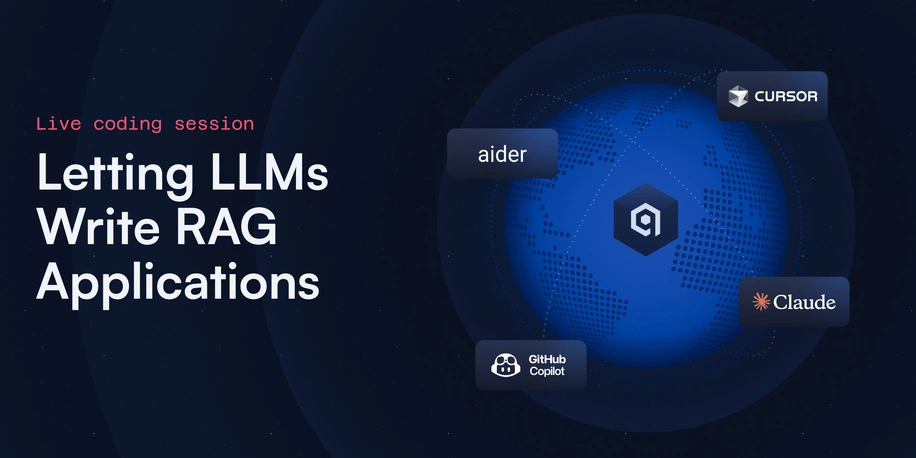 Live coding session
Letting LLMs
Write RAG
Applications
CURSOR
aider
Claude
GitHub
Copilot